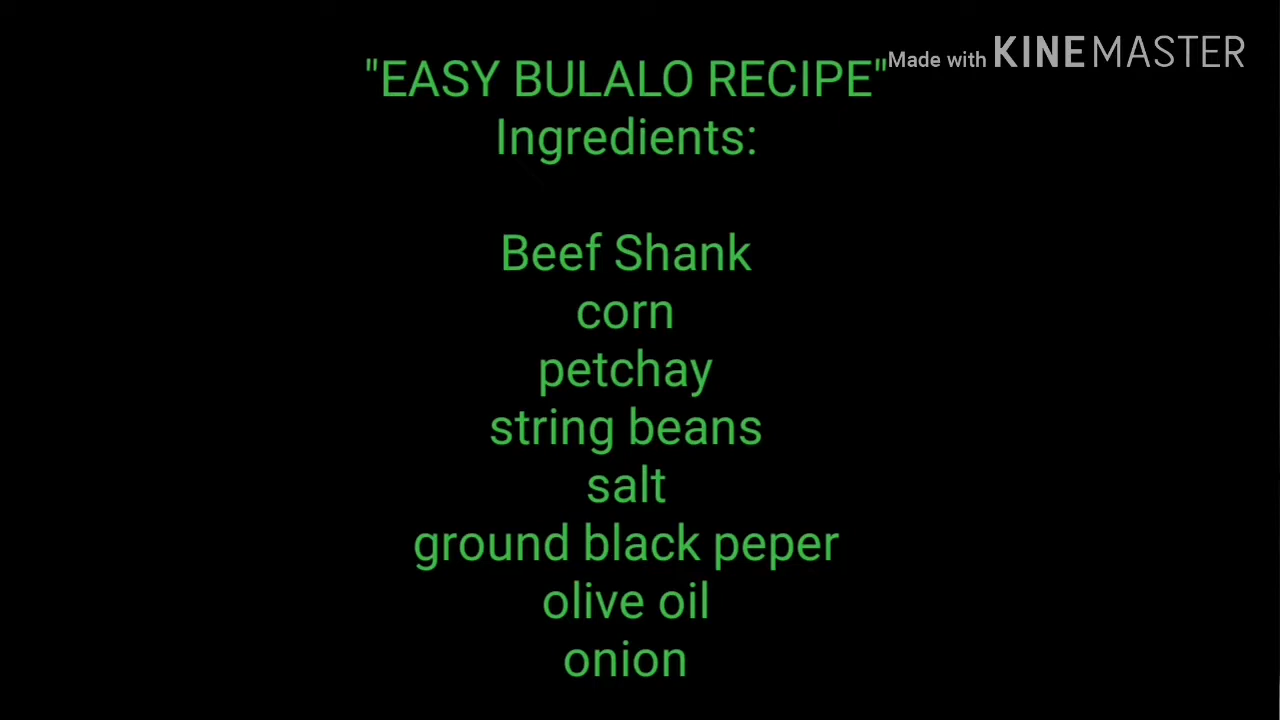 "EASY BULALO RECIPE"
Made with KINEMASTER
Ingredients:
Beef Shank
corn
petchay
string beans
salt
ground black peper
olive oil
onion